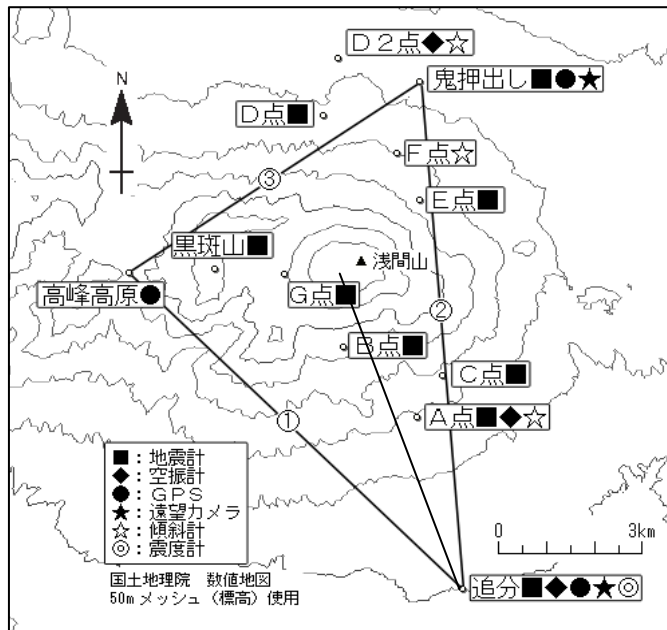 D2点◆☆
鬼押出し■●★
N
D点■
F点☆
③
E点■
黒斑山■
▲ 浅間山
高峰高原●
G点■
②
B点■
C点■
①
A点■◆☆
■：地震計
◆：空振計
●：GPS
★：遠望カメラ
☆：傾斜計
◎：震度計
0 3km
国土地理院 数値地図
50mメッシュ（標高）使用
追分■◆●★◎